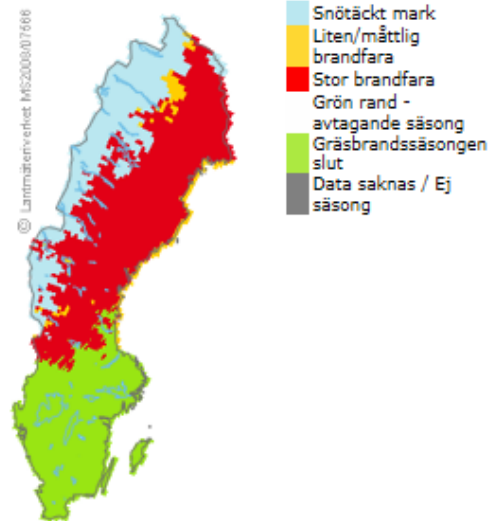 © Lantmäteriverket MS2008/07666
Snötäckt mark
Liten/måttlig
brandfara
Stor brandfara
Grön rand -
avtagande säsong
Gräsbrandssäsongen
slut
Data saknas / Ej
säsong